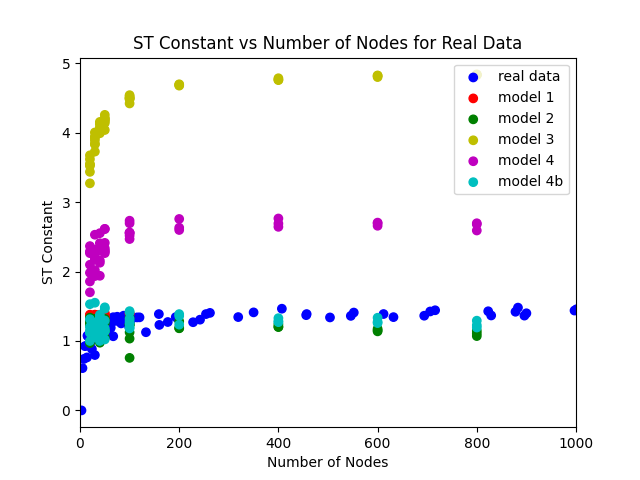 ST Constant vs Number of Nodes for Real Data
ST Constant
5
4
3
2
1
0
0 200 400 600 800 1000
Number of Nodes
real data
model 1
model 2
model 3
model 4
model 4b